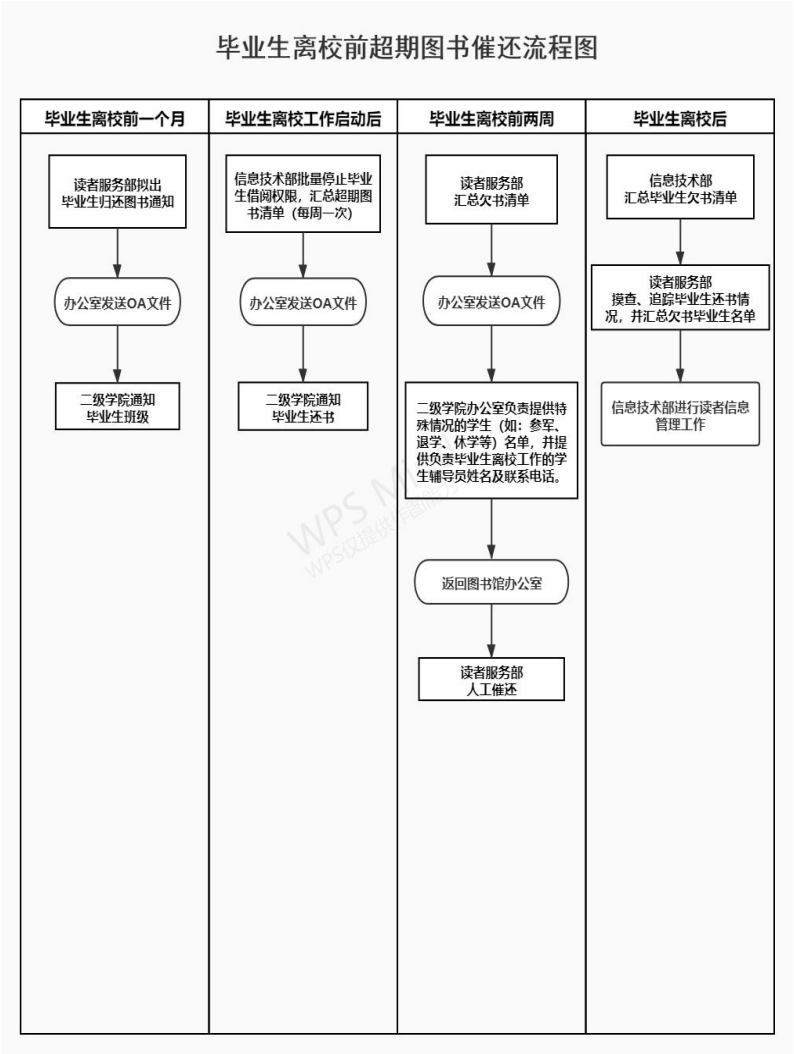 毕业生离校前超期图书催还流程图
毕业生离校前一个月
读者服务部拟出
毕业生归还图书通知
办公室发送OA文件
二级学院通知
毕业生班级
毕业生离校工作启动后
信息技术部批量停止毕业
生借阅权限，汇总超期图
书清单（每周一次）
办公室发送OA文件
二级学院通知
毕业生还书
毕业生离校前两周
读者服务部
汇总欠书清单
办公室发送OA文件
二级学院办公室负责提供特
殊情况的学生（如：参军、
退学、休学等）名单，并提
供负责毕业生离校工作的学
生辅导员姓名及联系电话。
返回图书馆办公室
读者服务部
人工催还
毕业生离校后
信息技术部
汇总毕业生欠书清单
读者服务部
摸查、追踪毕业生还书情
况，并汇总欠书毕业生名单
信息技术部进行读者信息
管理工作
WPS
WPS仅提供